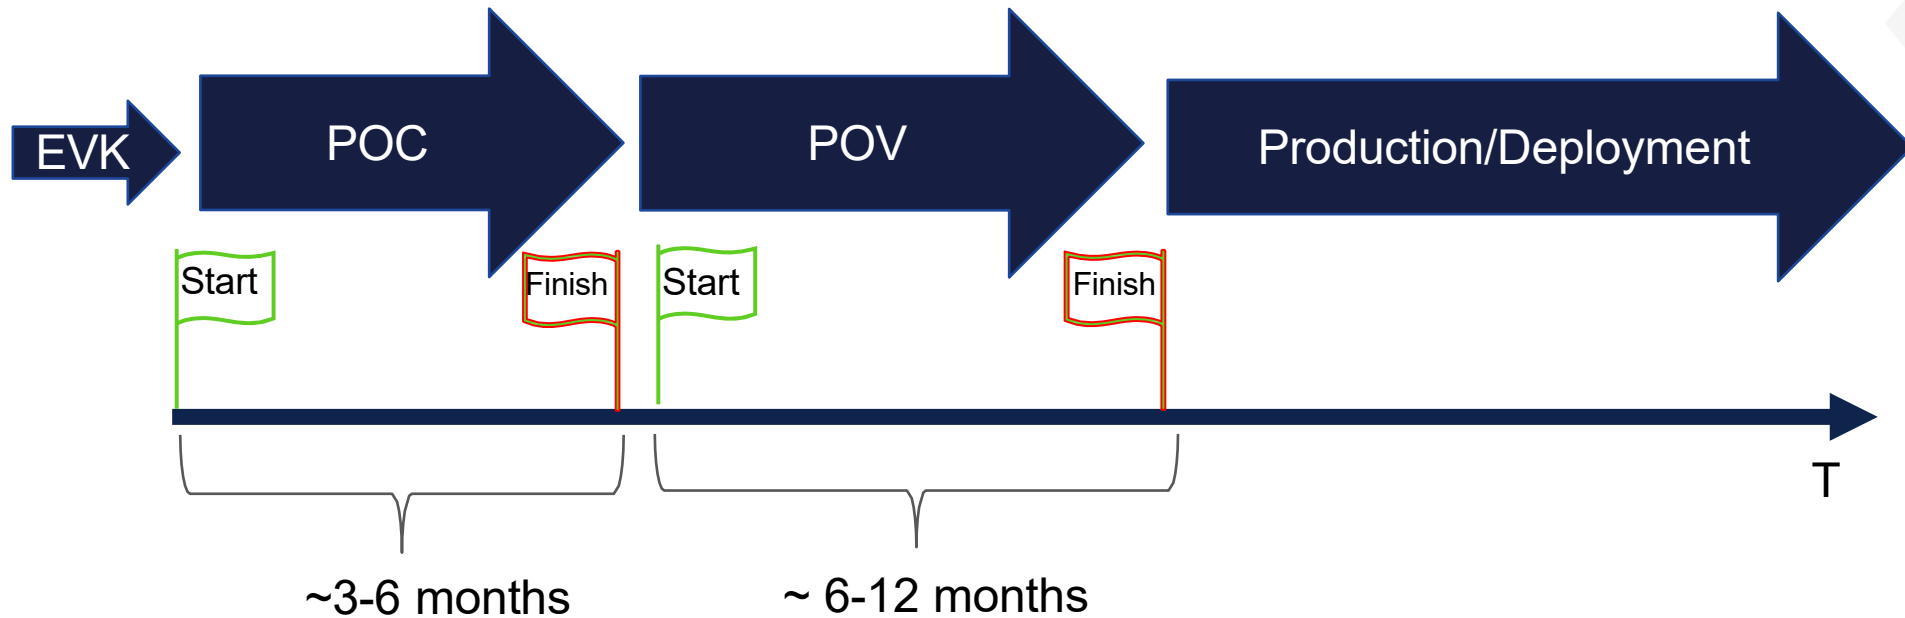 EVK
POC
POV
Production/Deployment
Start
Finish
Start
Finish
T
~3-6 months
~ 6-12 months